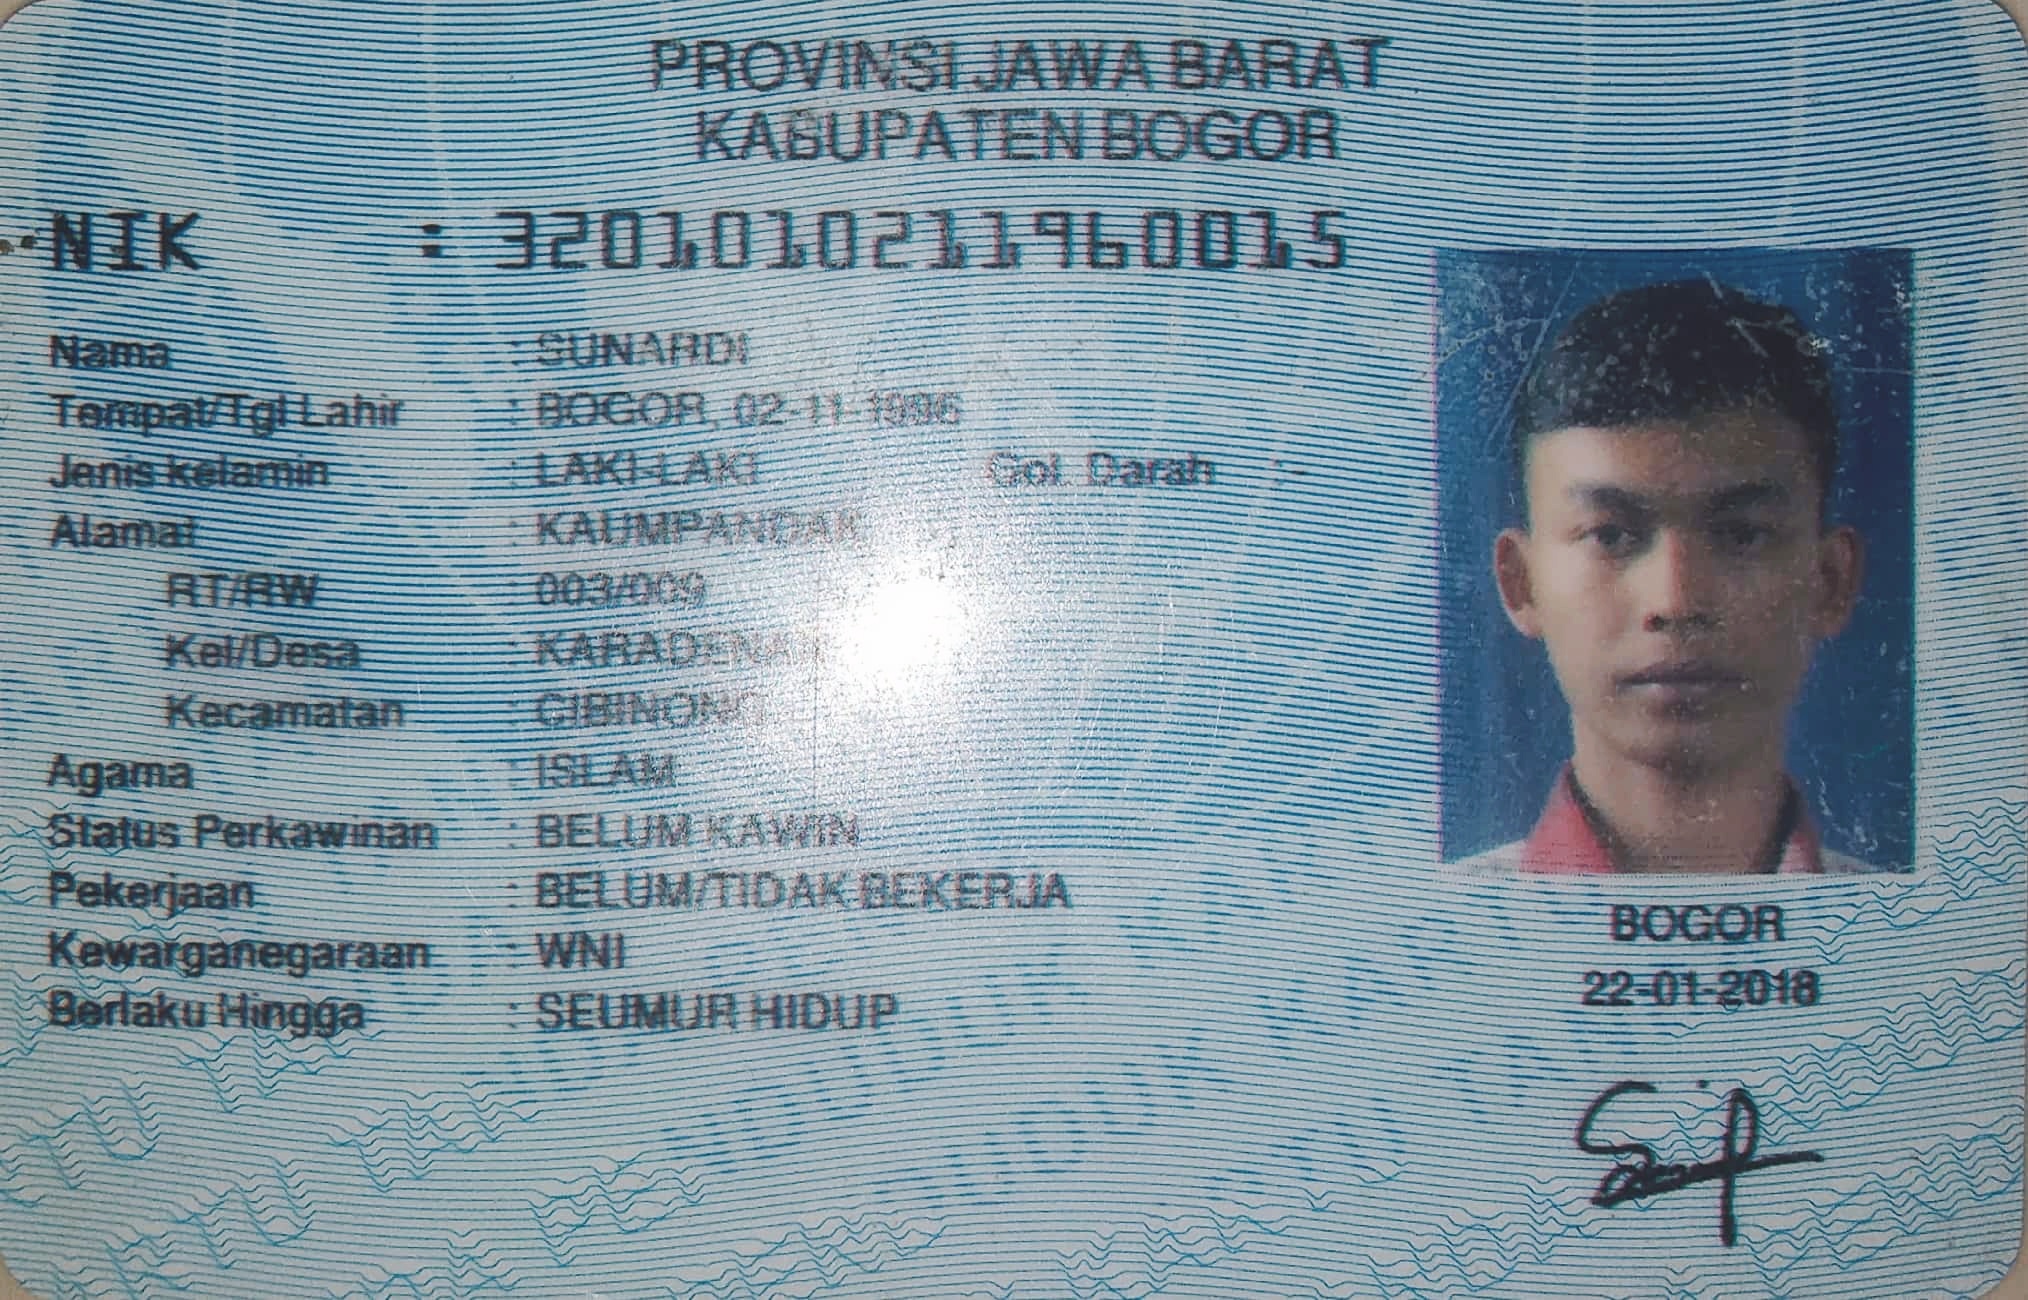 PROVINSI JAWA BARAT
KABUPATEN BOGOR
NIK : 3201010211960015
Nama : SUNARDI
Tempat/Tgl Lahir : BOGOR, 02-11-1996
Jenis kelamin : LAKI-LAKI Gol. Darah : -
Alamat : KAUMPANDAK
RT/RW : 003/009
Kel/Desa : KARADENAN
Kecamatan : CIBINONG
Agama : ISLAM
Status Perkawinan : BELUM KAWIN
Pekerjaan : BELUM/TIDAK BEKERJA
Kewarganegaraan : WNI
Berlaku Hingga : SEUMUR HIDUP
BOGOR
22-01-2018